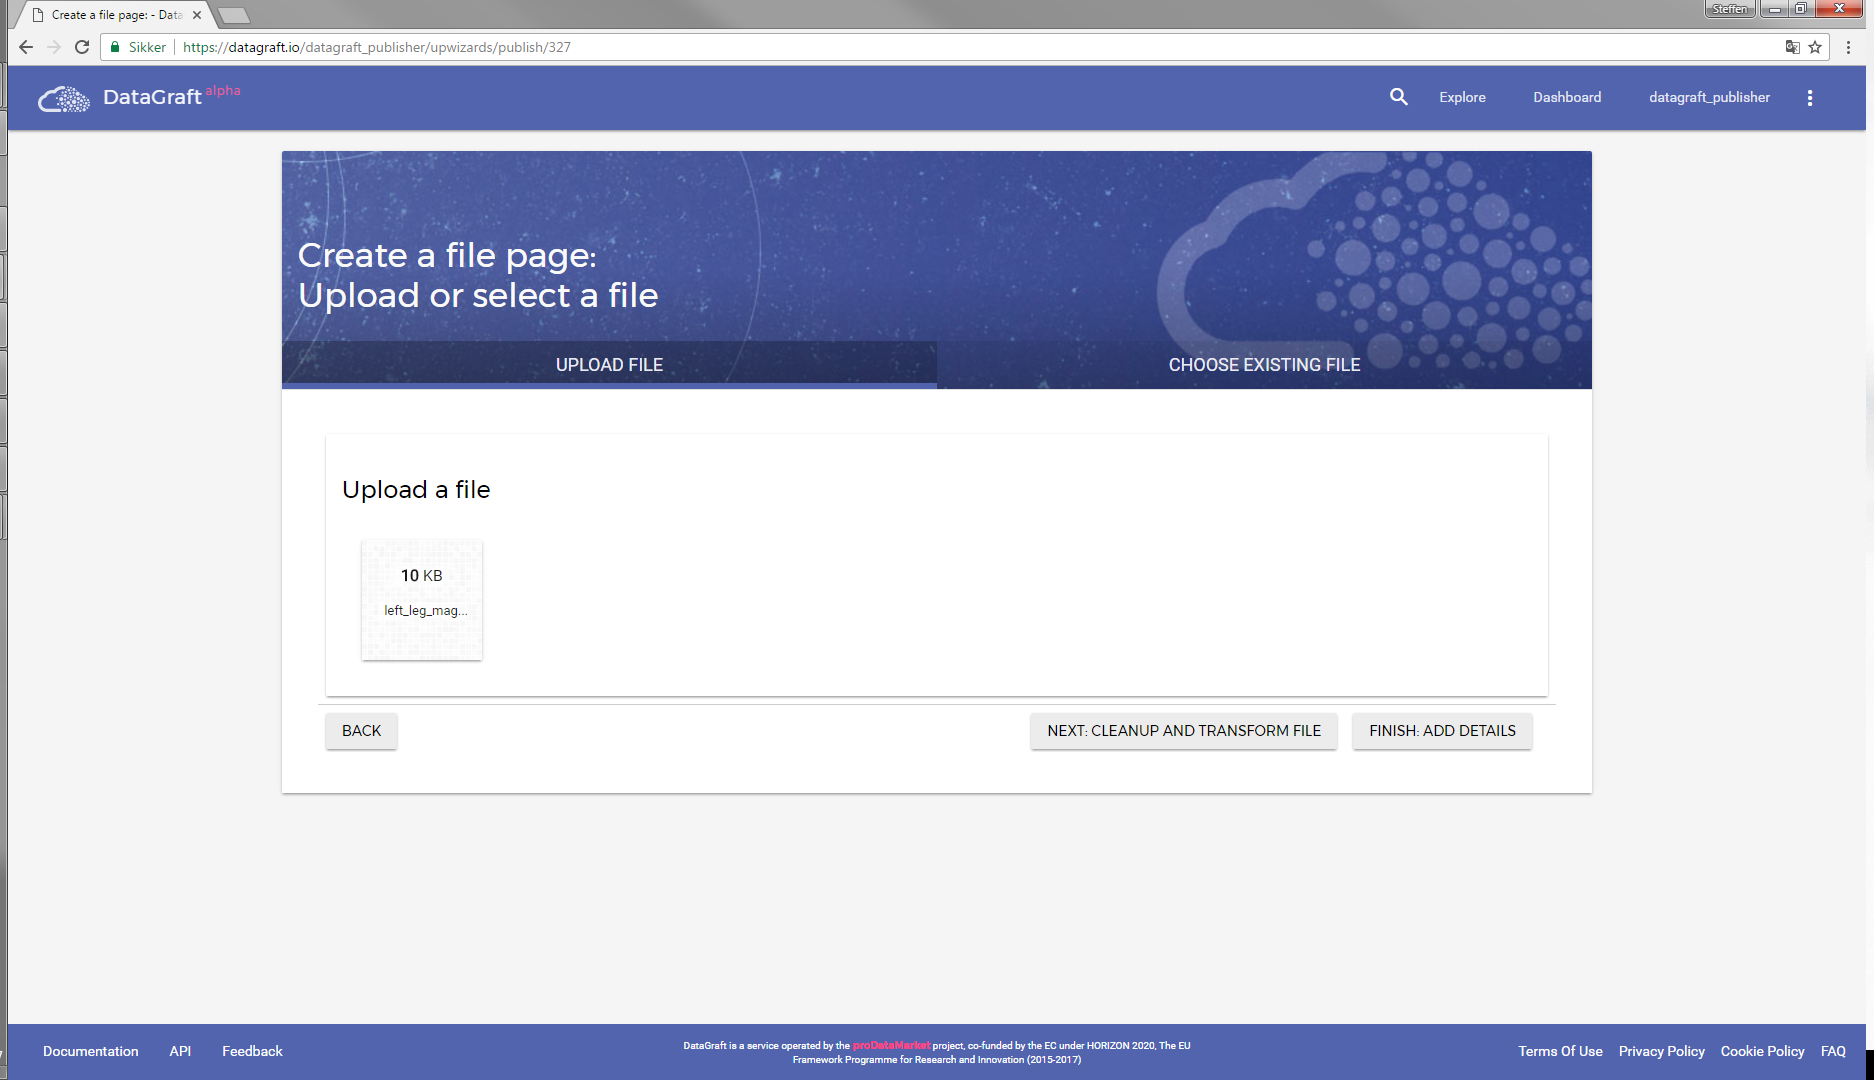 Create a file page: - Data
Steffen
Sikker
https://datagraft.io/datagraft_publisher/upwizards/publish/327
DataGraft alpha
Explore
Dashboard
datagraft_publisher
Create a file page:
Upload or select a file
UPLOAD FILE
CHOOSE EXISTING FILE
Upload a file
10 KB
left_leg_mag...
BACK
NEXT: CLEANUP AND TRANSFORM FILE
FINISH: ADD DETAILS
Documentation
API
Feedback
DataGraft is a service operated by the proDataMarket project, co-funded by the EC under HORIZON 2020, The EU
Framework Programme for Research and Innovation (2015-2017)
Terms Of Use
Privacy Policy
Cookie Policy
FAQ